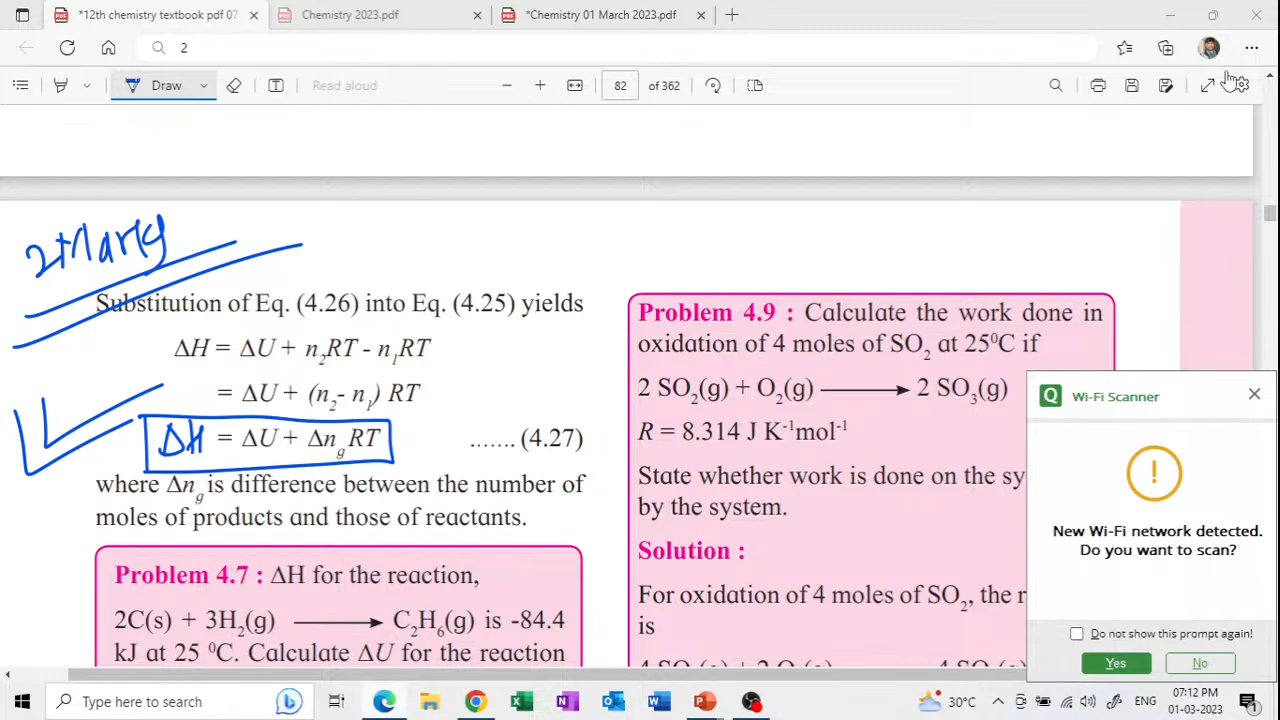 *12th chemistry textbook pdf 07
Chemistry 2023.pdf
*Chemistry 01 March 2023.pdf
2
Draw
Read aloud
82
of 362
2 Marks
Substitution of Eq. (4.26) into Eq. (4.25) yields
ΔH = ΔU + n₂RT - n₁RT
= ΔU + (n₂- n₁) RT
ΔH = ΔU + Δn_gRT ....... (4.27)
where Δn_g is difference between the number of
moles of products and those of reactants.
Problem 4.7 : ΔH for the reaction,
2C(s) + 3H₂(g) ⟶ C₂H₆(g) is -84.4
kJ at 25 ⁰C. Calculate ΔU for the reaction
Problem 4.9 : Calculate the work done in
oxidation of 4 moles of SO₂ at 25⁰C if
2 SO₂(g) + O₂(g) ⟶ 2 SO₃(g)
R = 8.314 J K⁻¹mol⁻¹
State whether work is done on the sy
by the system.
Solution :
For oxidation of 4 moles of SO₂, the r
is
Wi-Fi Scanner
New Wi-Fi network detected.
Do you want to scan?
Do not show this prompt again!
Yes
No
Type here to search
30°C
ENG
07:12 PM
01-03-2023